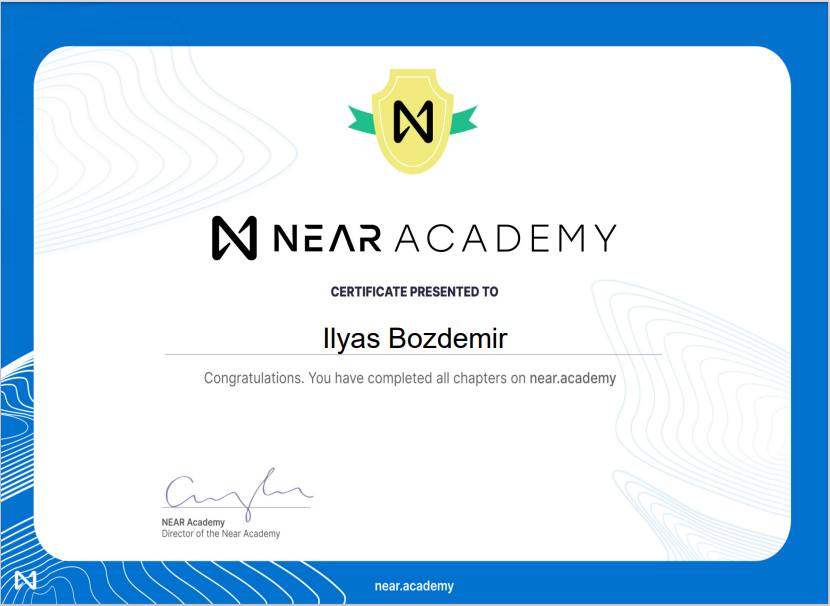 NEAR ACADEMY
CERTIFICATE PRESENTED TO
Ilyas Bozdemir
Congratulations. You have completed all chapters on near.academy
NEAR Academy
Director of the Near Academy
near.academy